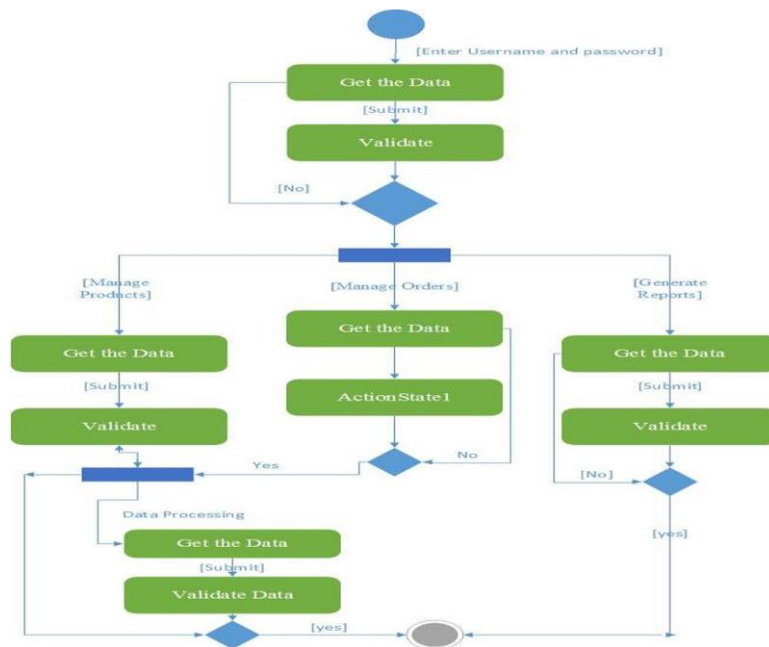 [Enter Username and password]
Get the Data
[Submit]
Validate
[No]
[Manage
Products]
[Manage Orders]
[Generate
Reports]
Get the Data
Get the Data
Get the Data
[Submit]
[Submit]
ActionState1
Validate
Validate
Yes
No
[No]
Data Processing
[yes]
Get the Data
[Submit]
Validate Data
[yes]